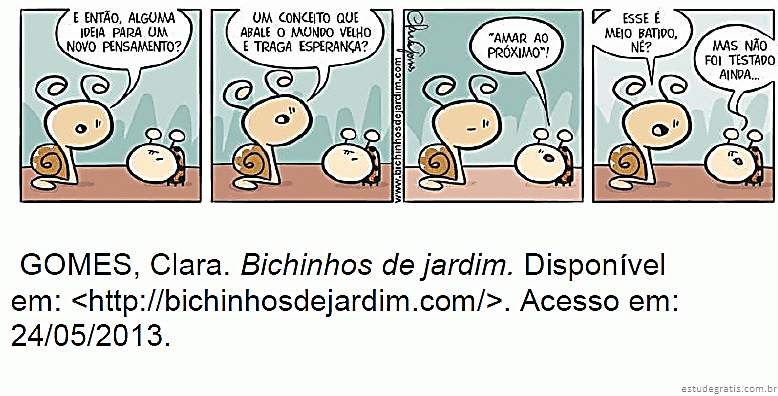 E ENTÃO, ALGUMA
IDEIA PARA UM
NOVO PENSAMENTO?
UM CONCEITO QUE
ABALE O MUNDO VELHO
E TRAGA ESPERANÇA?
www.bichinhosdejardim.com
"AMAR AO
PRÓXIMO"!
ESSE É
MEIO BATIDO,
NÉ?
MAS NÃO
FOI TESTADO
AINDA...
GOMES, Clara. Bichinhos de jardim. Disponível
em: <http://bichinhosdejardim.com/>. Acesso em:
24/05/2013.
estudegratis.com.br